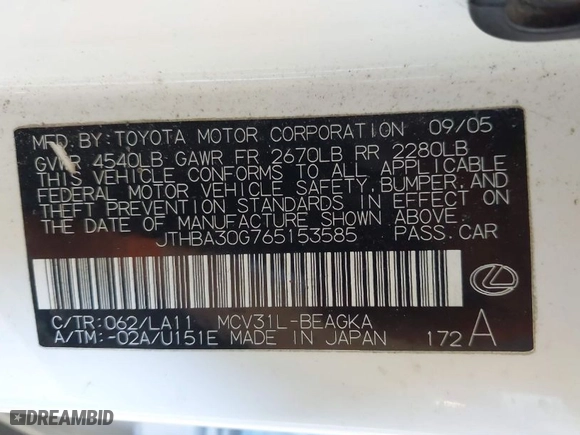 MFD. BY: TOYOTA MOTOR CORPORATION 09/05
GVWR 4540LB GAWR FR 2670LB RR 2280LB
THIS VEHICLE CONFORMS TO ALL APPLICABLE
FEDERAL MOTOR VEHICLE SAFETY, BUMPER, AND
THEFT PREVENTION STANDARDS IN EFFECT ON
THE DATE OF MANUFACTURE SHOWN ABOVE.
JTHBA30G765153585 PASS. CAR
C/TR: 062/LA11 MCV31L-BEAGKA
A/TM: -02A/U151E MADE IN JAPAN 172 A
DREAMBID